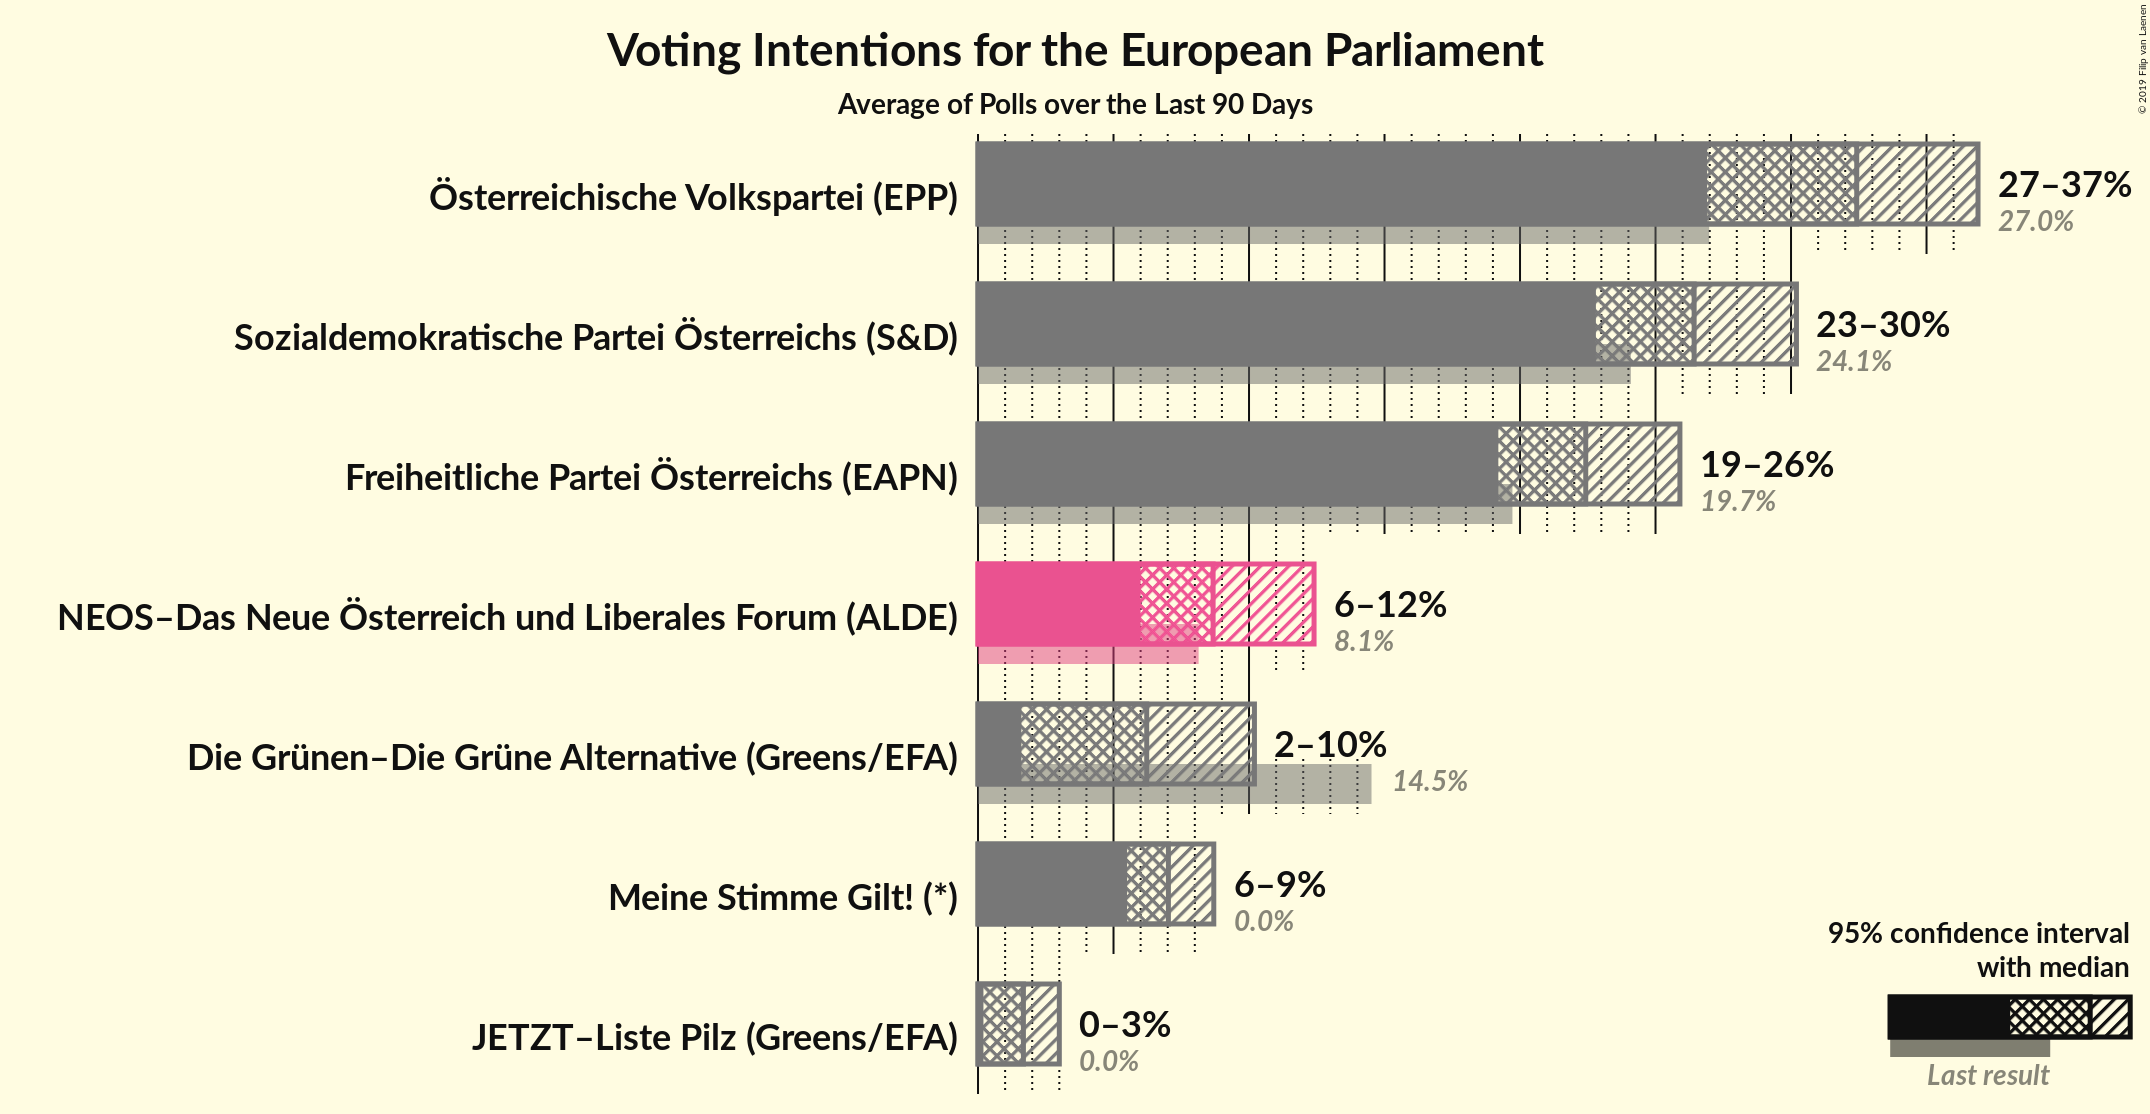 Voting Intentions for the European Parliament
Average of Polls over the Last 90 Days
© 2019 Filip van Laenen
Österreichische Volkspartei (EPP)
27–37%
27.0%
Sozialdemokratische Partei Österreichs (S&D)
23–30%
24.1%
Freiheitliche Partei Österreichs (EAPN)
19–26%
19.7%
NEOS–Das Neue Österreich und Liberales Forum (ALDE)
6–12%
8.1%
Die Grünen–Die Grüne Alternative (Greens/EFA)
2–10%
14.5%
Meine Stimme Gilt! (*)
6–9%
0.0%
JETZT–Liste Pilz (Greens/EFA)
0–3%
0.0%
95% confidence interval
with median
Last result